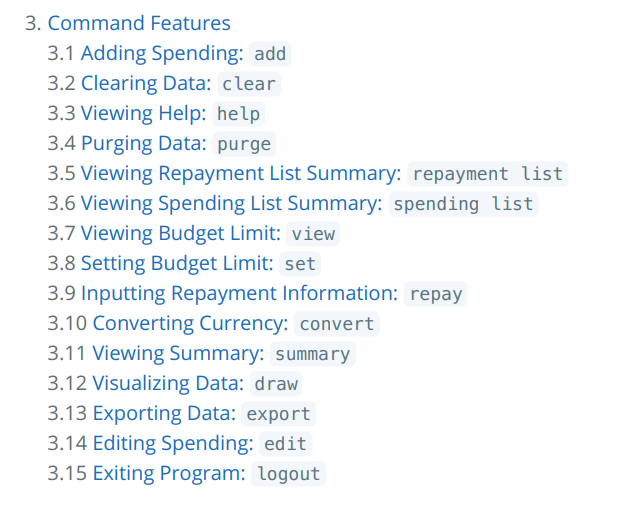 3. Command Features
3.1 Adding Spending: add
3.2 Clearing Data: clear
3.3 Viewing Help: help
3.4 Purging Data: purge
3.5 Viewing Repayment List Summary: repayment list
3.6 Viewing Spending List Summary: spending list
3.7 Viewing Budget Limit: view
3.8 Setting Budget Limit: set
3.9 Inputting Repayment Information: repay
3.10 Converting Currency: convert
3.11 Viewing Summary: summary
3.12 Visualizing Data: draw
3.13 Exporting Data: export
3.14 Editing Spending: edit
3.15 Exiting Program: logout